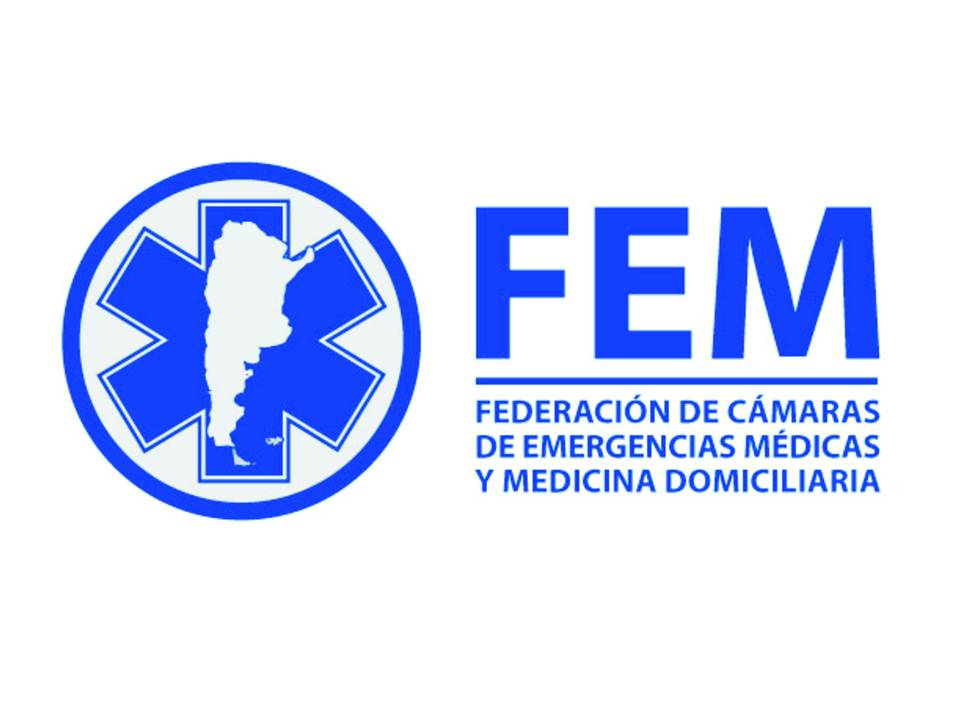 FEM
FEDERACIÓN DE CÁMARAS
DE EMERGENCIAS MÉDICAS
Y MEDICINA DOMICILIARIA